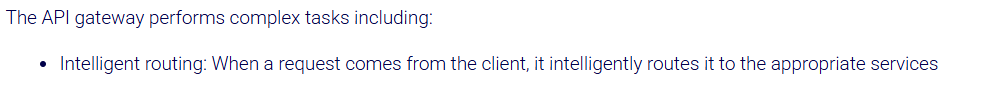 The API gateway performs complex tasks including:
• Intelligent routing: When a request comes from the client, it intelligently routes it to the appropriate services